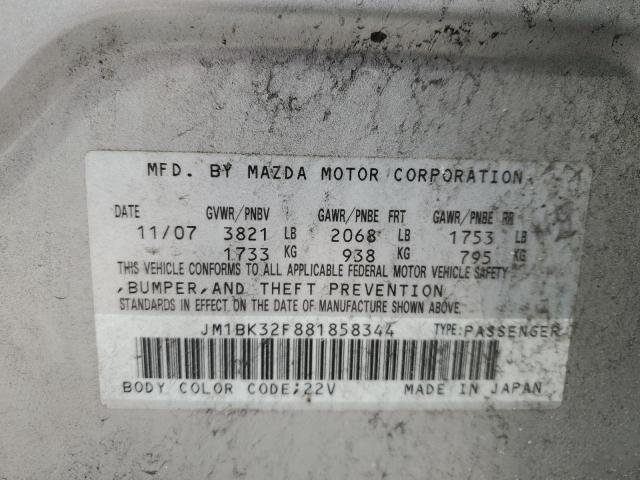 MFD. BY MAZDA MOTOR CORPORATION
DATE GVWR/PNBV GAWR/PNBE FRT GAWR/PNBE RR
11/07 3821 LB 2068 LB 1753 LB
1733 KG 938 KG 795 KG
THIS VEHICLE CONFORMS TO ALL APPLICABLE FEDERAL MOTOR VEHICLE SAFETY
,BUMPER,AND THEFT PREVENTION
STANDARDS IN EFFECT ON THE DATE OF MANUFACTURE SHOWN ABOVE.
JM1BK32F881858344 TYPE:PASSENGER
BODY COLOR CODE;22V MADE IN JAPAN